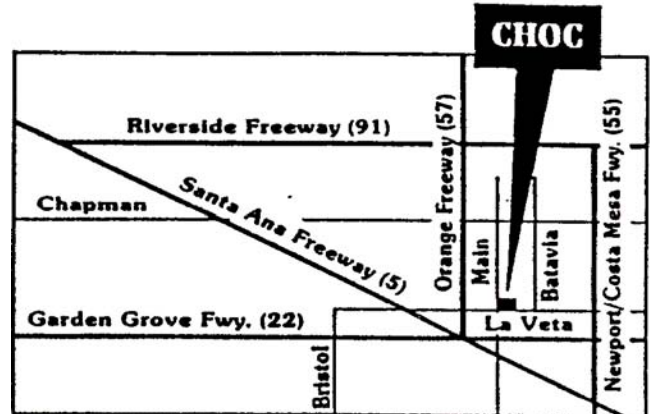 CHOC
Riverside Freeway (91)
Orange Freeway (57)
Newport/Costa Mesa Fwy. (55)
Chapman
Santa Ana Freeway (5)
Main
Batavia
Garden Grove Fwy. (22)
La Veta
Bristol